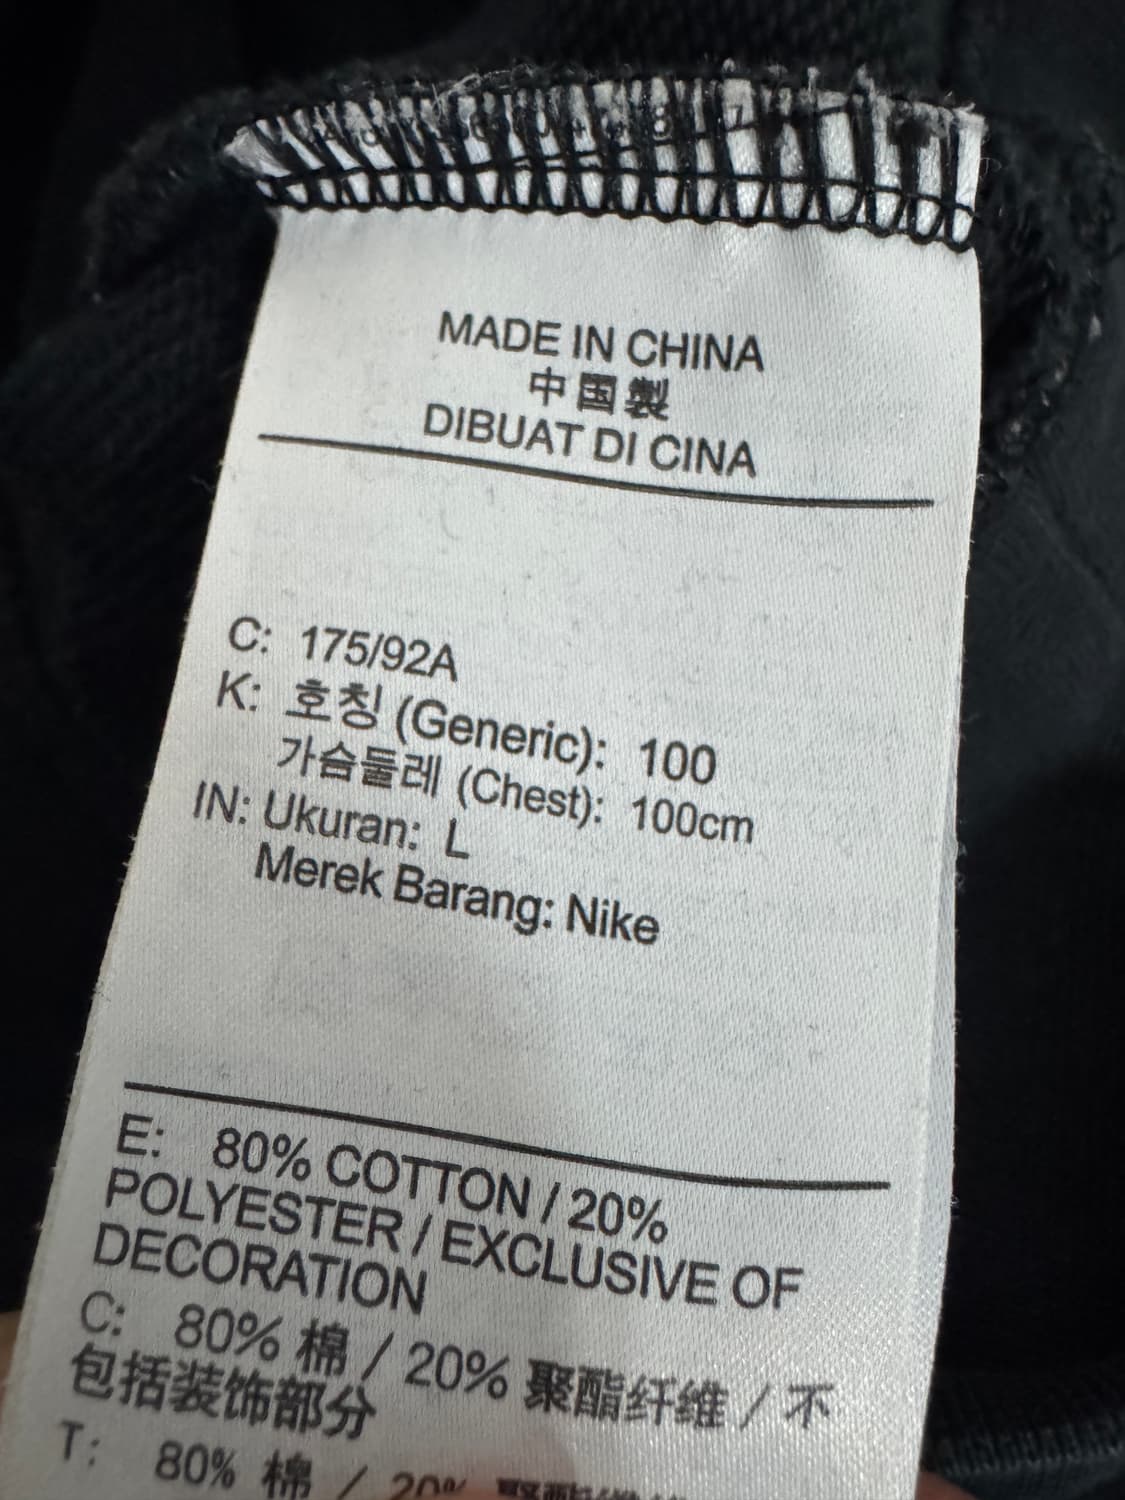 MADE IN CHINA
中国製
DIBUAT DI CINA
C: 175/92A
K: 호칭 (Generic): 100
가슴둘레 (Chest): 100cm
IN: Ukuran: L
Merek Barang: Nike
E: 80% COTTON / 20%
POLYESTER / EXCLUSIVE OF
DECORATION
C: 80% 棉 / 20% 聚酯纤维 / 不
包括装饰部分
T: 80% 棉 / 20%